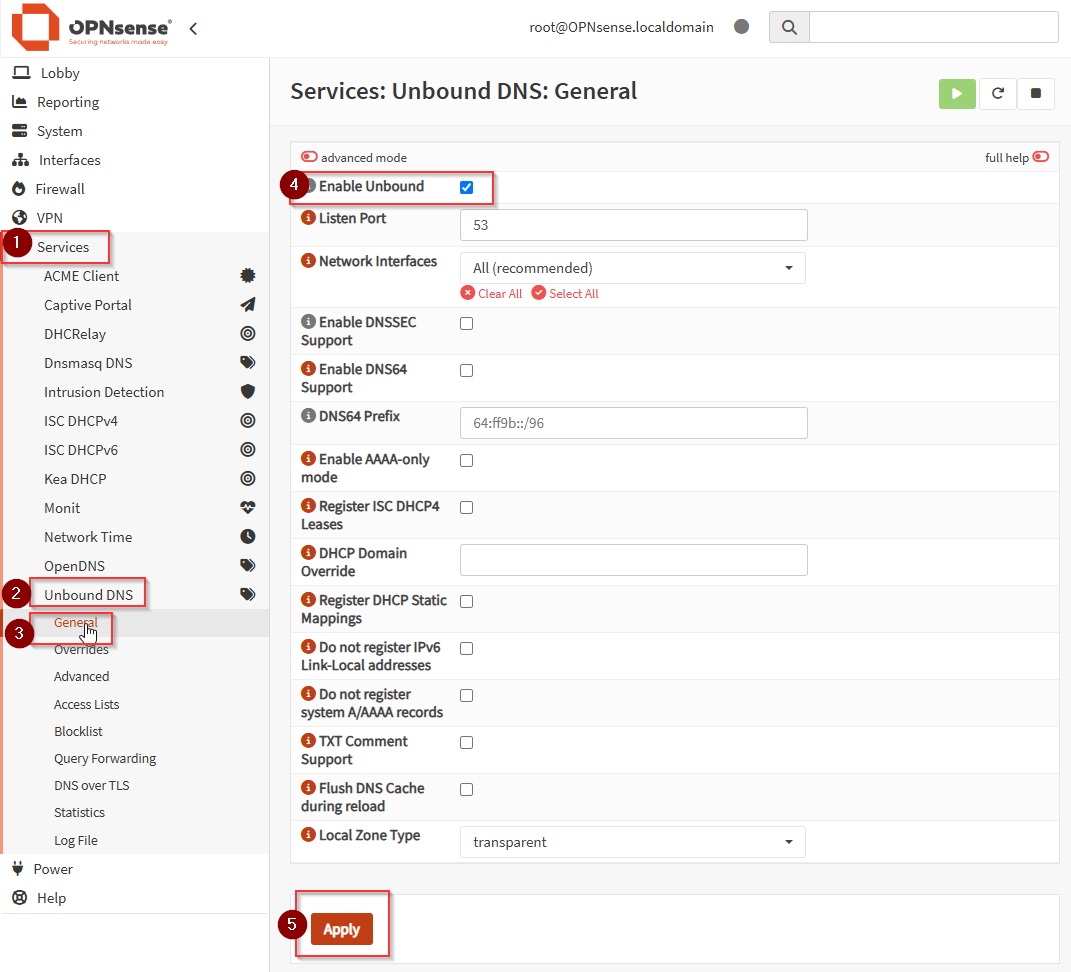 OPNsense®
Securing networks made easy
root@OPNsense.localdomain
Lobby
Reporting
System
Interfaces
Firewall
VPN
1
Services
ACME Client
Captive Portal
DHCRelay
Dnsmasq DNS
Intrusion Detection
ISC DHCPv4
ISC DHCPv6
Kea DHCP
Monit
Network Time
OpenDNS
2
Unbound DNS
3
General
Overrides
Advanced
Access Lists
Blocklist
Query Forwarding
DNS over TLS
Statistics
Log File
Power
Help
Services: Unbound DNS: General
advanced mode
full help
4
Enable Unbound
Listen Port
53
Network Interfaces
All (recommended)
Clear All Select All
Enable DNSSEC
Support
Enable DNS64
Support
DNS64 Prefix
64:ff9b::/96
Enable AAAA-only
mode
Register ISC DHCP4
Leases
DHCP Domain
Override
Register DHCP Static
Mappings
Do not register IPv6
Link-Local addresses
Do not register
system A/AAAA records
TXT Comment
Support
Flush DNS Cache
during reload
Local Zone Type
transparent
5
Apply